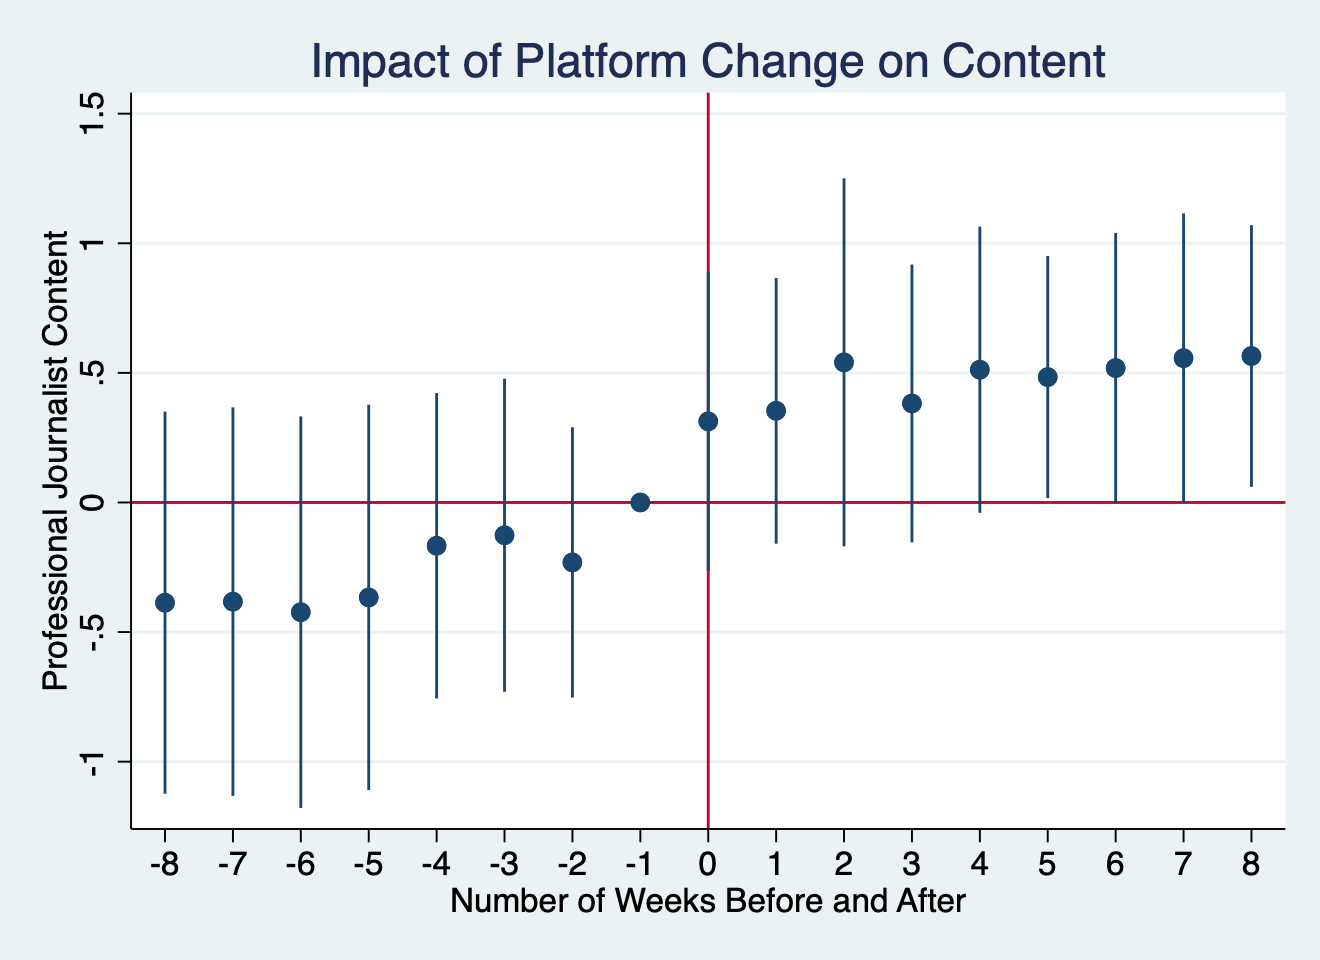 Impact of Platform Change on Content
Professional Journalist Content
1.5
1
.5
0
-.5
-1
-8 -7 -6 -5 -4 -3 -2 -1 0 1 2 3 4 5 6 7 8
Number of Weeks Before and After